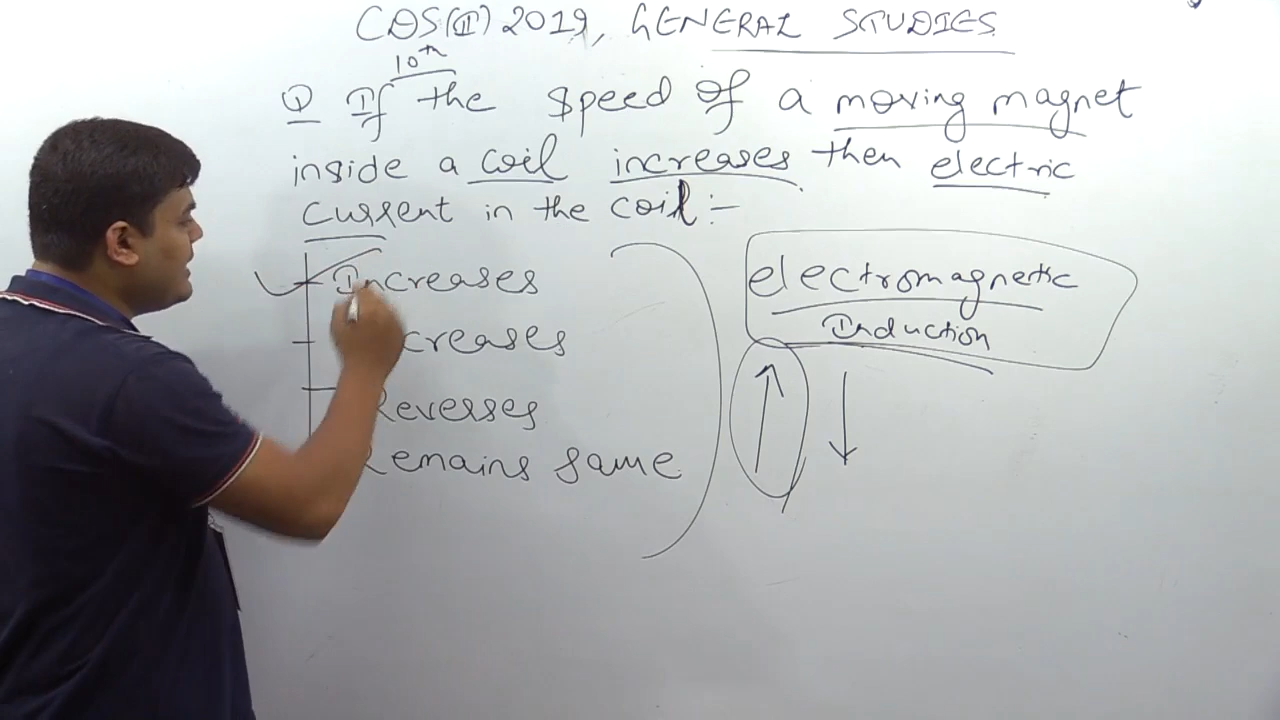 CDS(II) 2019, GENERAL STUDIES
10th
Q If the speed of a moving magnet
inside a coil increases then electric
current in the coil :-
Increases
creases
Reverses
Remains same
electromagnetic
Induction